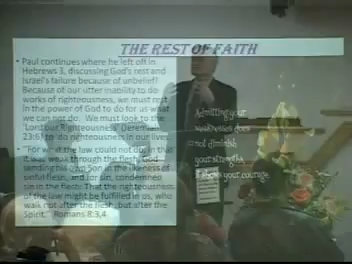 THE REST OF FAITH
• Paul continues where he left off in
Hebrews 3, discussing God's rest and
Israel's failure because of unbelief!
Because of our utter inability to do
works of righteousness, we must rest
in the power of God to do for us what
we can not do. We must look to the
'Lord our Righteousness' (Jeremiah
23:6) to do righteousness in our lives.
• "For what the law could not do, in that
it was weak through the flesh, God
sending his own Son in the likeness of
sinful flesh, and for sin, condemned
sin in the flesh: That the righteousness
of the law might be fulfilled in us, who
walk not after the flesh, but after the
Spirit." Romans 8:3,4
Admitting your
weaknesses does
not diminish
your strengths
your courage.